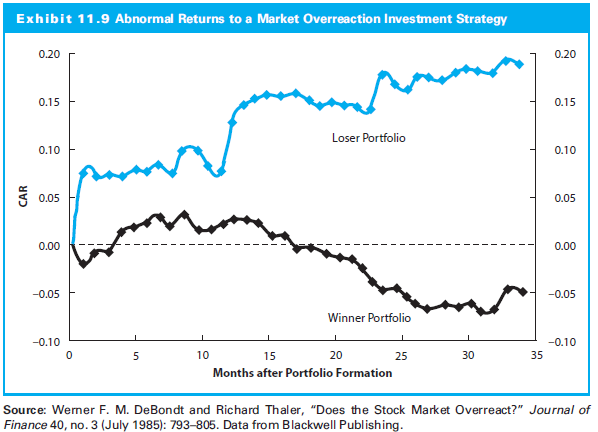 Exhibit 11.9 Abnormal Returns to a Market Overreaction Investment Strategy
0.20
0.15
0.10
0.05
0.00
−0.05
−0.10
CAR
0.20
0.15
0.10
0.05
0.00
−0.05
−0.10
Loser Portfolio
Winner Portfolio
0 5 10 15 20 25 30 35
Months after Portfolio Formation
Source: Werner F. M. DeBondt and Richard Thaler, “Does the Stock Market Overreact?” Journal of
Finance 40, no. 3 (July 1985): 793–805. Data from Blackwell Publishing.